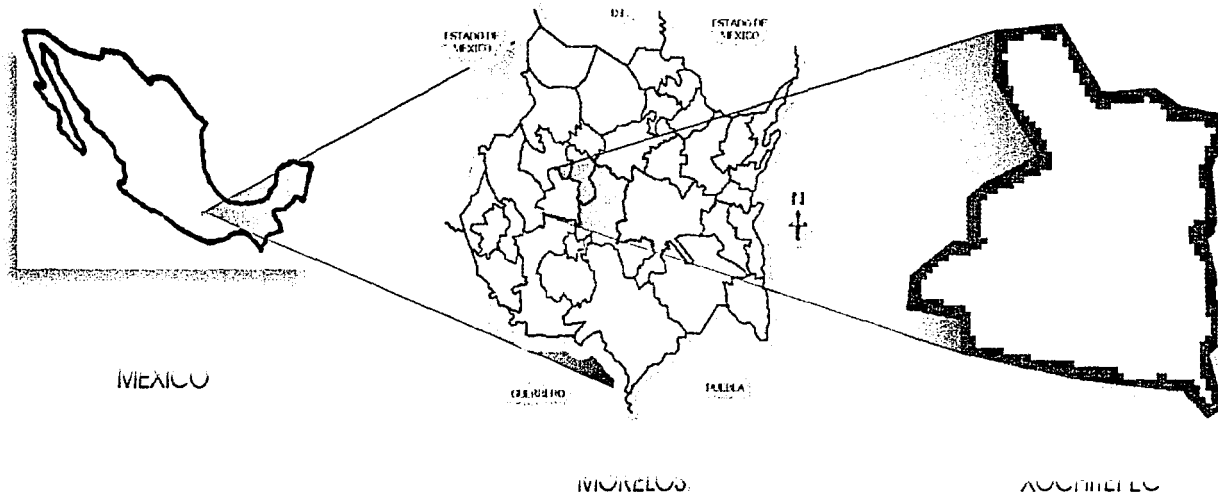 D.F.
ESTADO DE
MEXICO
ESTADO DE
MEXICO
N
MEXICO
GUERRERO
PUEBLA
MORELOS
XOCHITEPEC